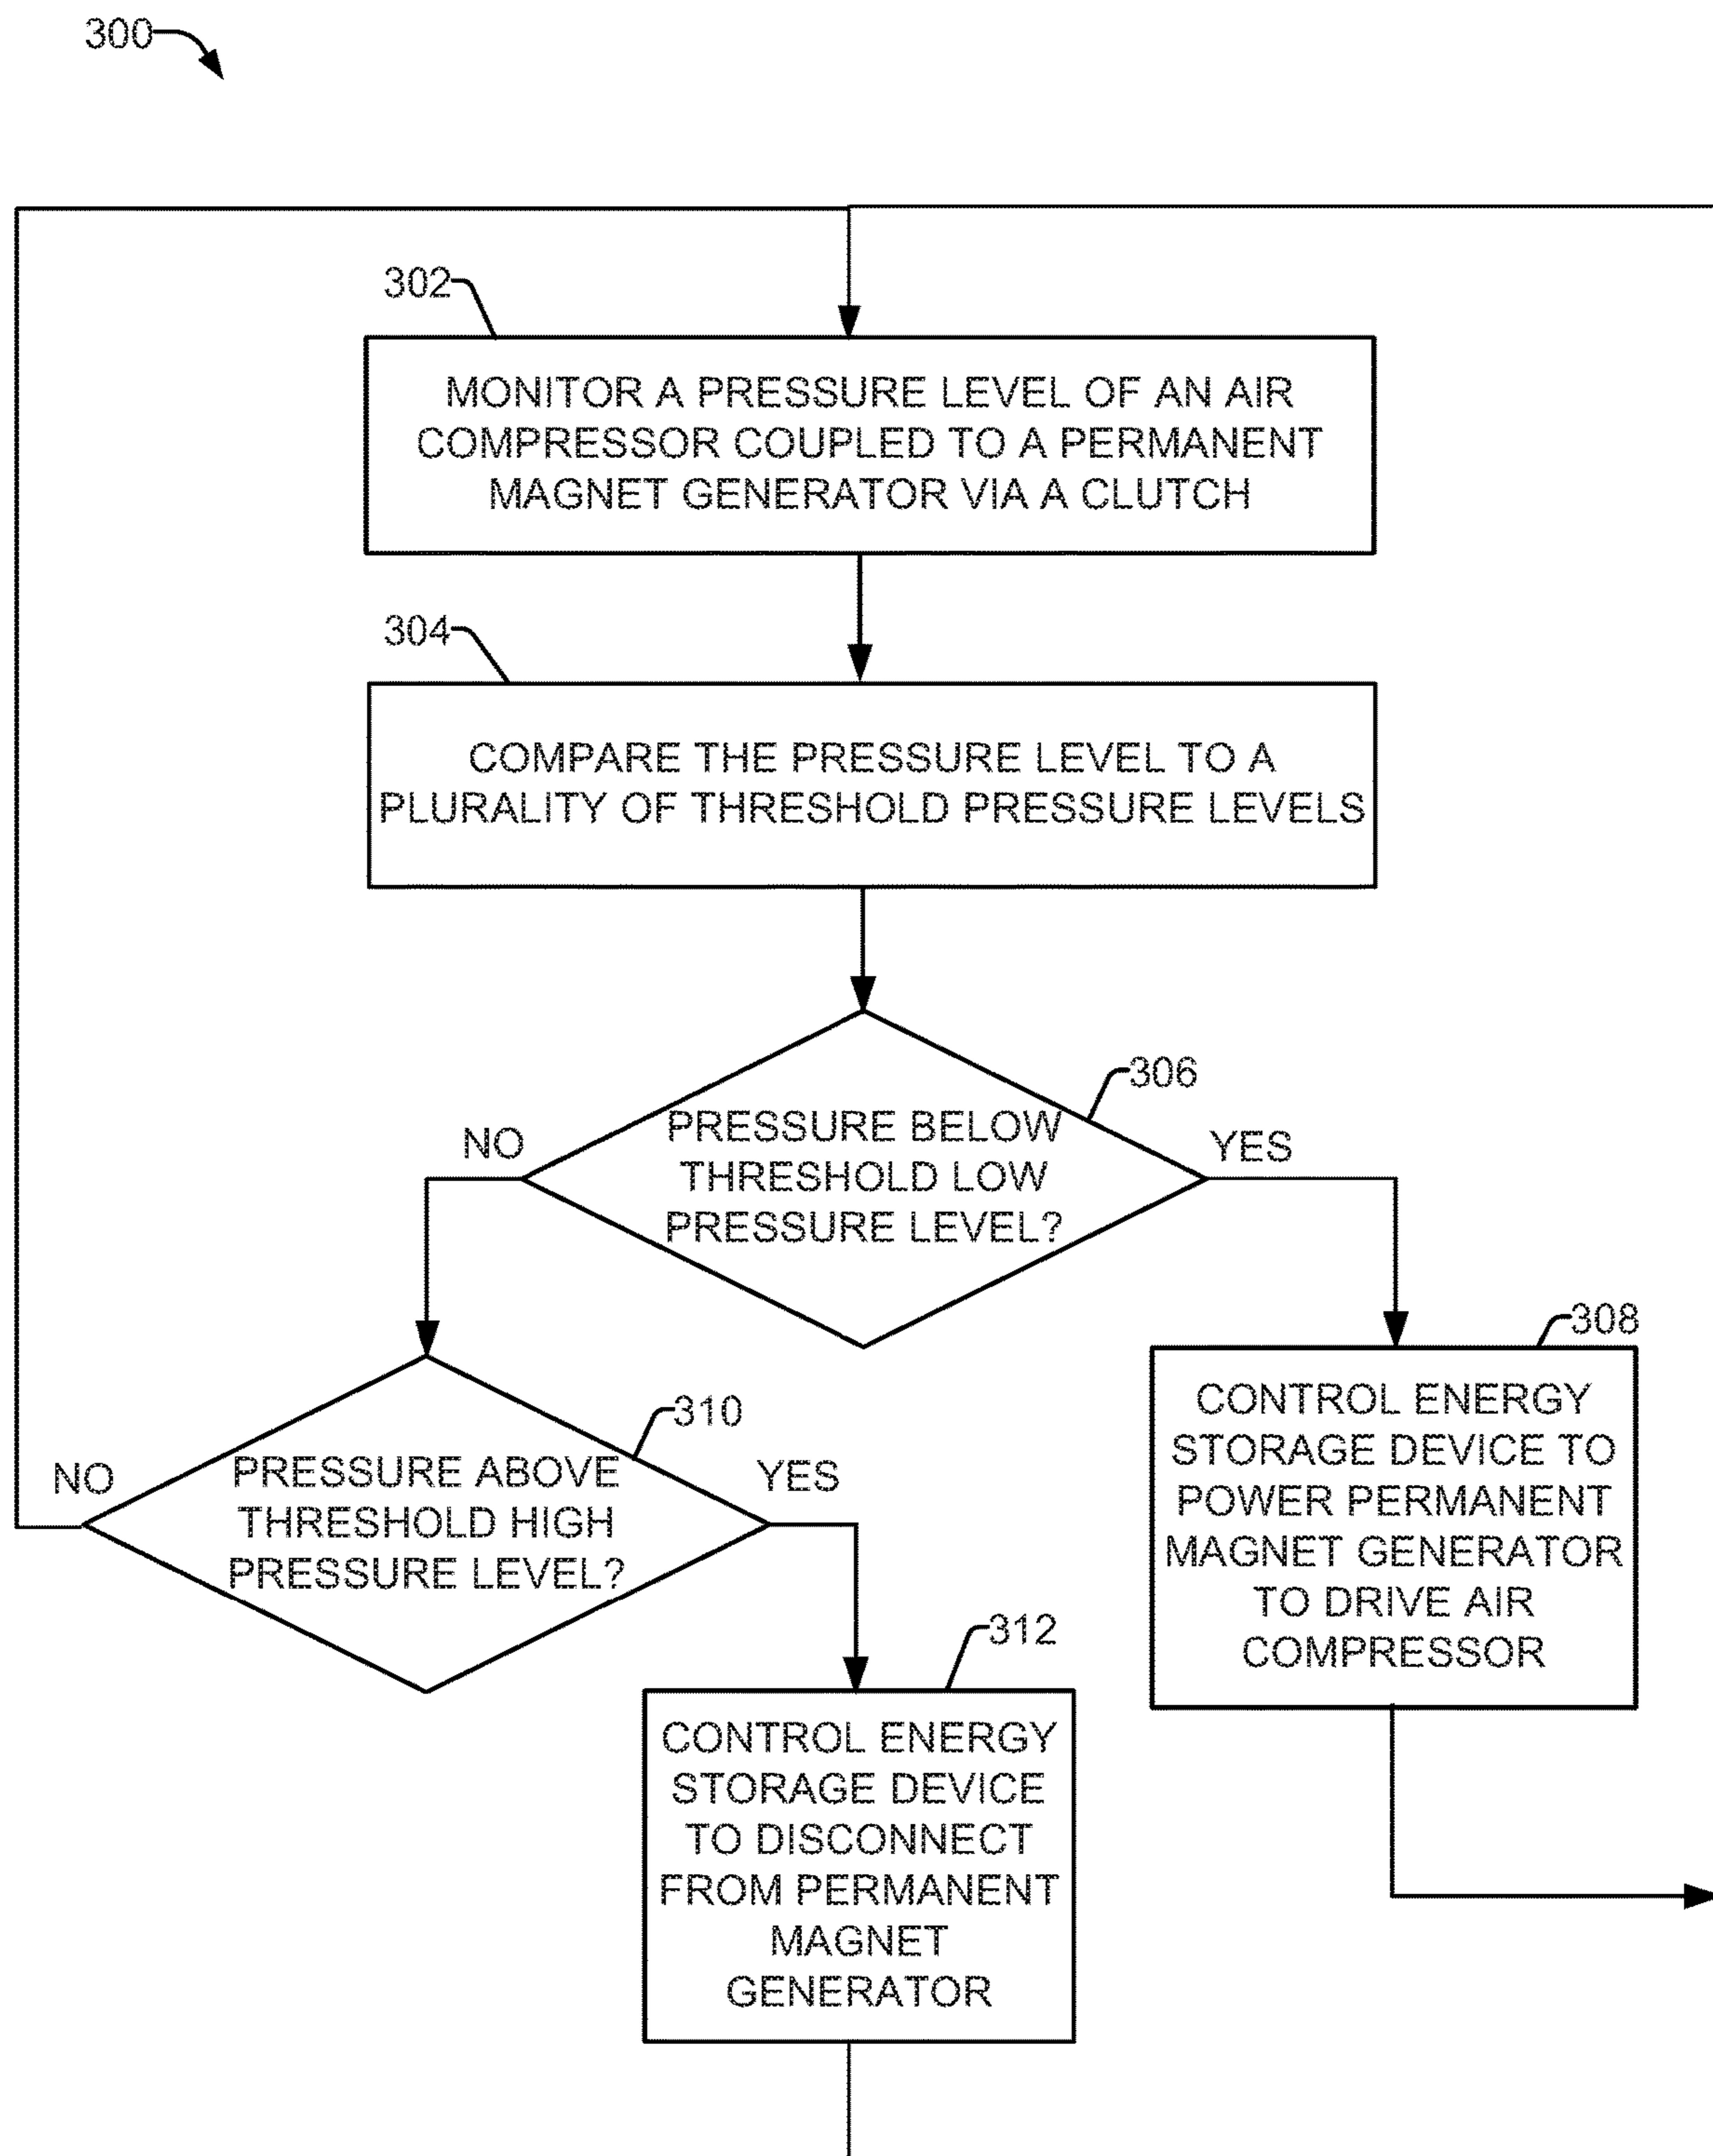 300
302
MONITOR A PRESSURE LEVEL OF AN AIR
COMPRESSOR COUPLED TO A PERMANENT
MAGNET GENERATOR VIA A CLUTCH
304
COMPARE THE PRESSURE LEVEL TO A
PLURALITY OF THRESHOLD PRESSURE LEVELS
306
NO
PRESSURE BELOW
THRESHOLD LOW
PRESSURE LEVEL?
YES
308
CONTROL ENERGY
STORAGE DEVICE TO
POWER PERMANENT
MAGNET GENERATOR
TO DRIVE AIR
COMPRESSOR
310
NO
PRESSURE ABOVE
THRESHOLD HIGH
PRESSURE LEVEL?
YES
312
CONTROL ENERGY
STORAGE DEVICE
TO DISCONNECT
FROM PERMANENT
MAGNET
GENERATOR